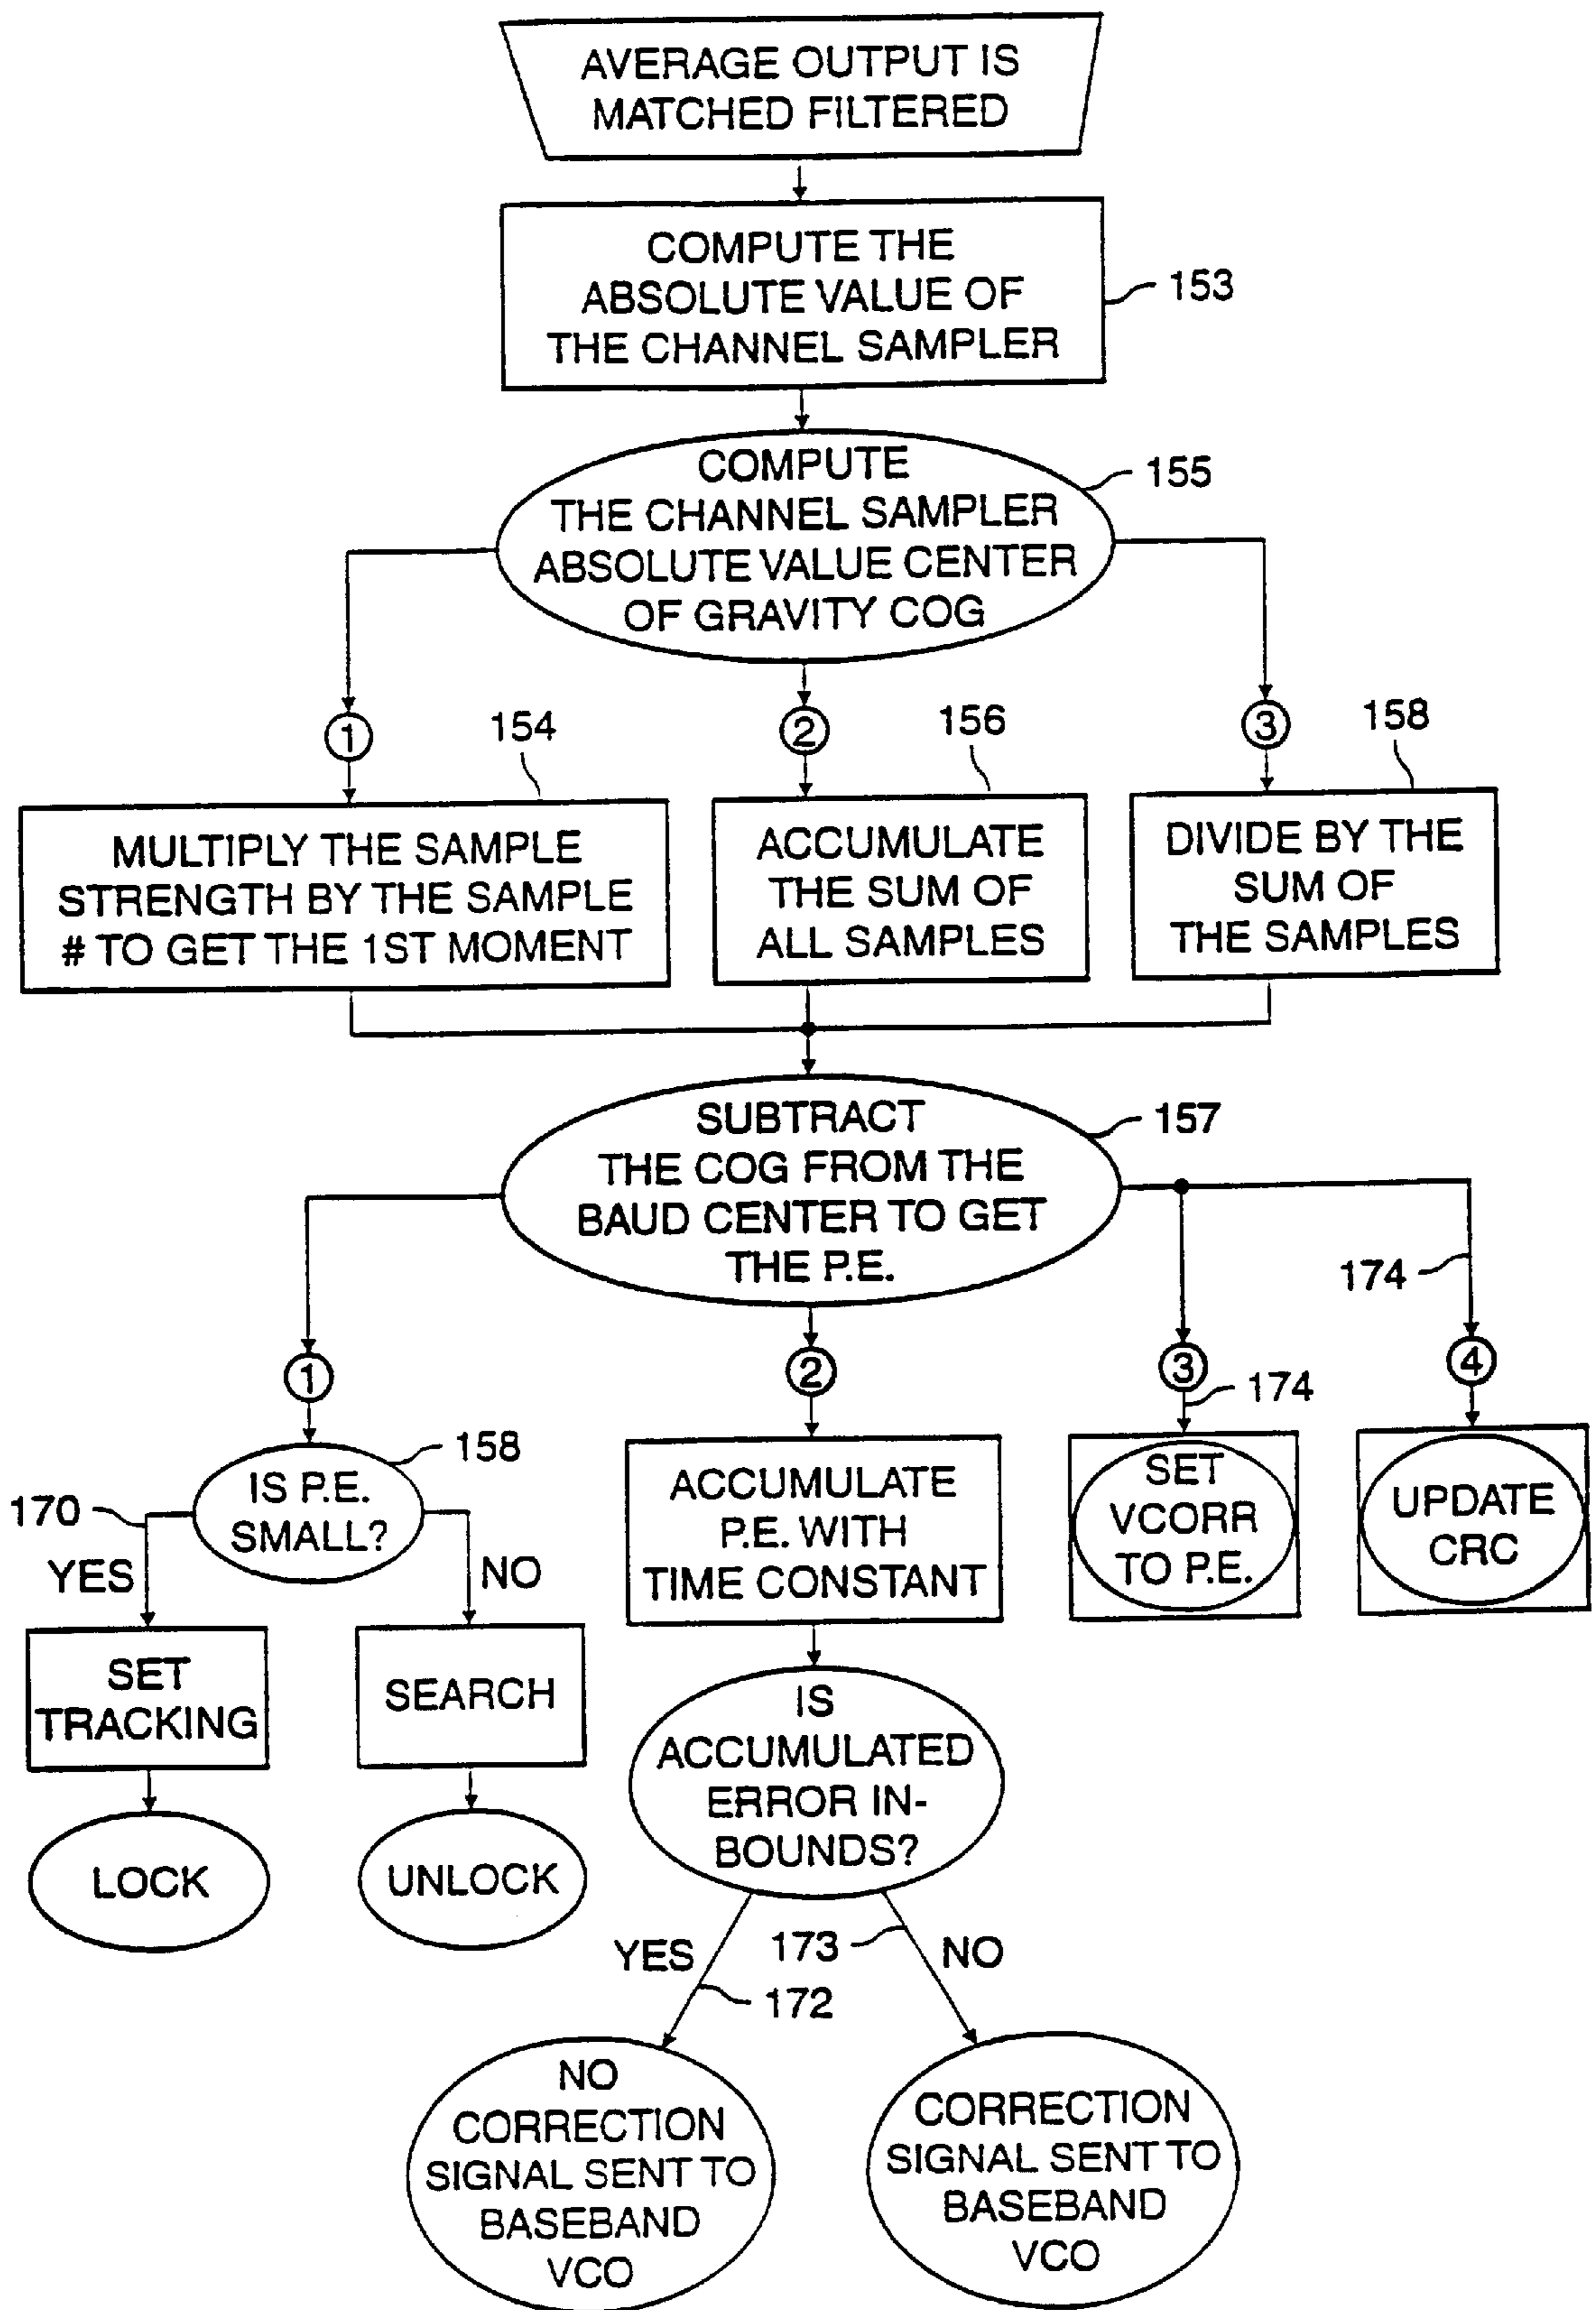 AVERAGE OUTPUT IS
MATCHED FILTERED
COMPUTE THE
ABSOLUTE VALUE OF
THE CHANNEL SAMPLER
153
COMPUTE
THE CHANNEL SAMPLER
ABSOLUTE VALUE CENTER
OF GRAVITY COG
155
1
154
2
156
3
158
MULTIPLY THE SAMPLE
STRENGTH BY THE SAMPLE
# TO GET THE 1ST MOMENT
ACCUMULATE
THE SUM OF
ALL SAMPLES
DIVIDE BY THE
SUM OF
THE SAMPLES
SUBTRACT
THE COG FROM THE
BAUD CENTER TO GET
THE P.E.
157
174
1
2
3
174
4
IS P.E.
SMALL?
158
170
YES
NO
ACCUMULATE
P.E. WITH
TIME CONSTANT
SET
VCORR
TO P.E.
UPDATE
CRC
SET
TRACKING
SEARCH
IS
ACCUMULATED
ERROR IN-
BOUNDS?
LOCK
UNLOCK
YES
172
173
NO
NO
CORRECTION
SIGNAL SENT TO
BASEBAND
VCO
CORRECTION
SIGNAL SENT TO
BASEBAND
VCO